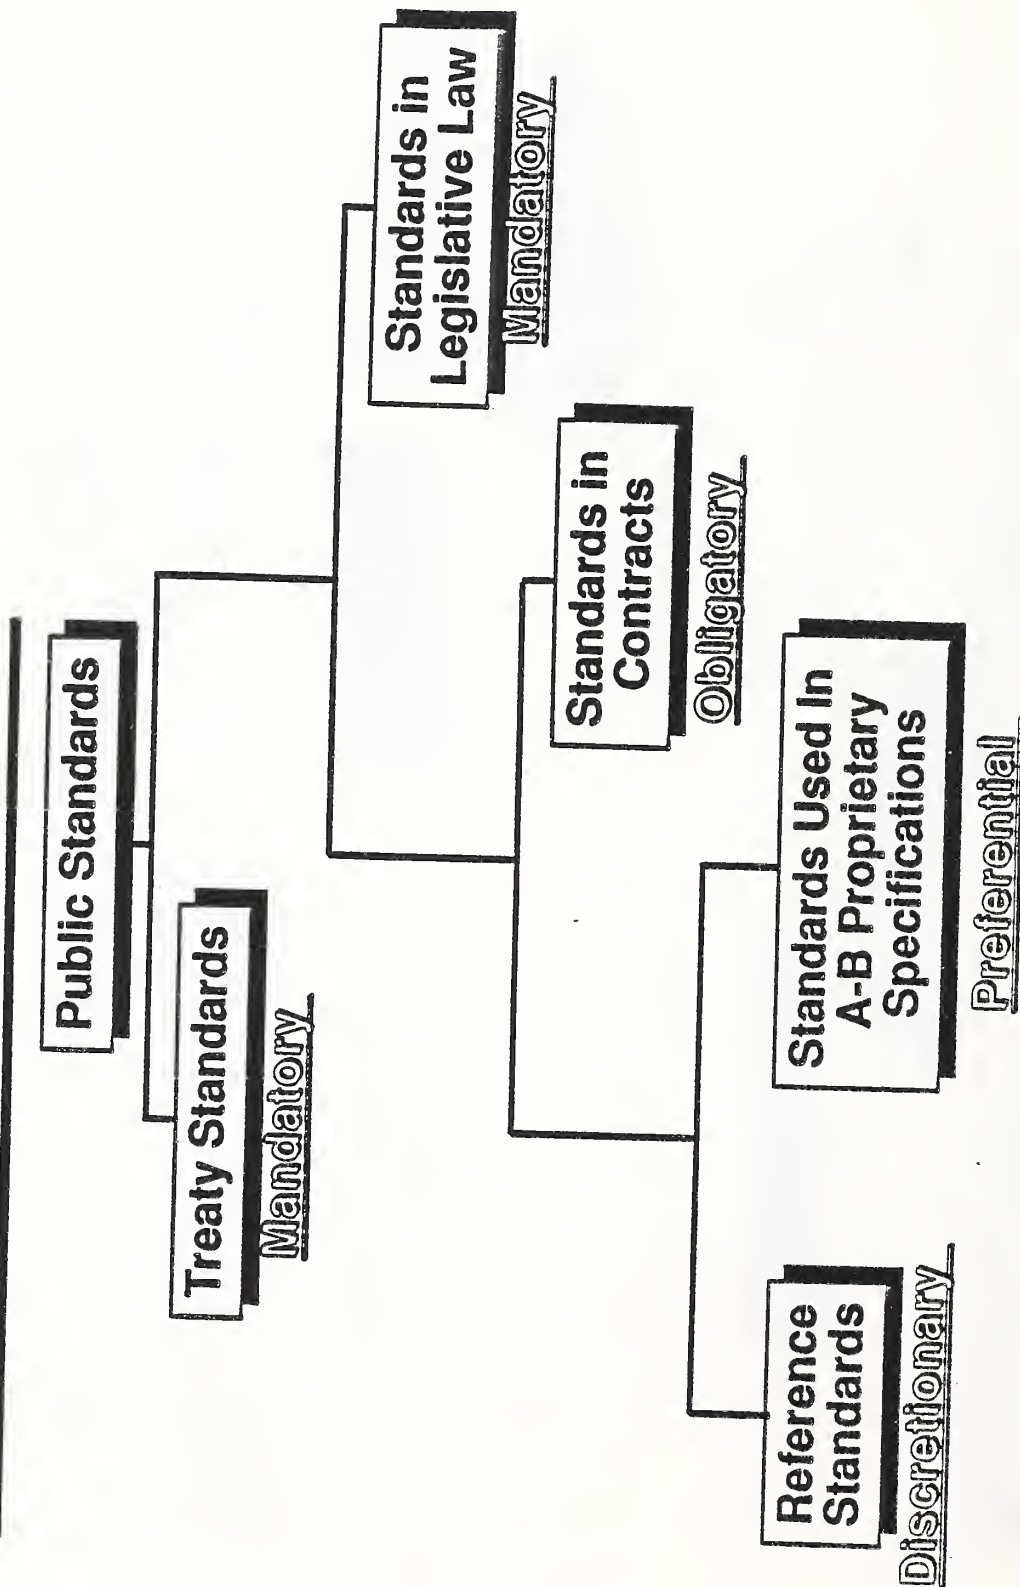 Public Standards
Treaty Standards
Mandatory
Standards in
Legislative Law
Mandatory
Standards in
Contracts
Obligatory
Reference
Standards
Discretionary
Standards Used In
A-B Proprietary
Specifications
Preferential